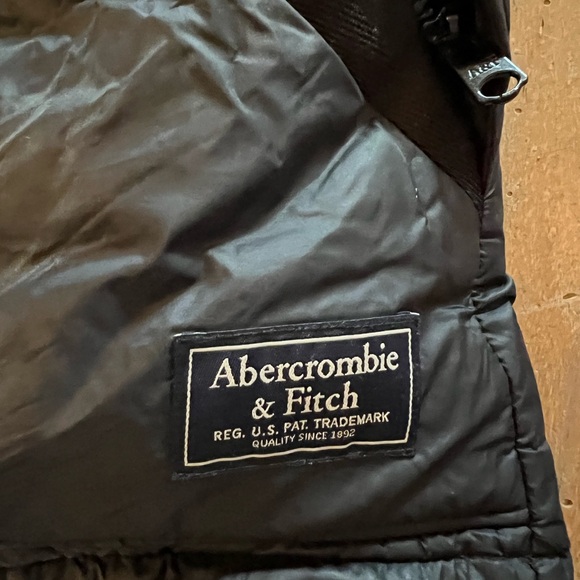 Abercrombie
& Fitch
REG. U.S. PAT. TRADEMARK
QUALITY SINCE 1892